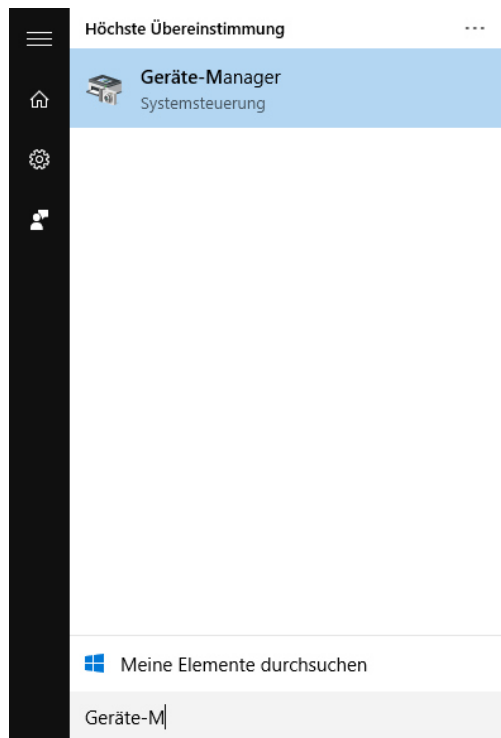 Höchste Übereinstimmung
Geräte-Manager
Systemsteuerung
Meine Elemente durchsuchen
Geräte-M